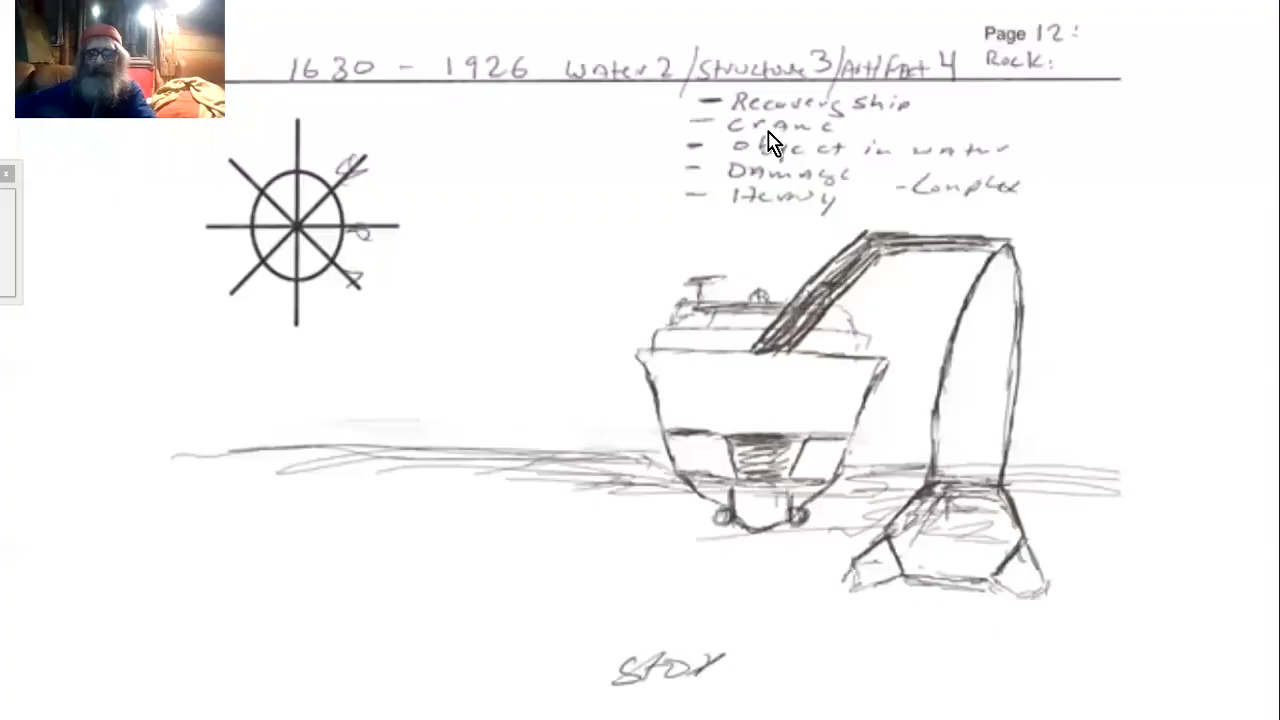 Page 12:
Rock:
1630 - 1926 water 2 / Structure 3 / Artifact 4
- Recovery ship
- crane
- Object in water
- Damage
- Heavy - Complex
x
Stop